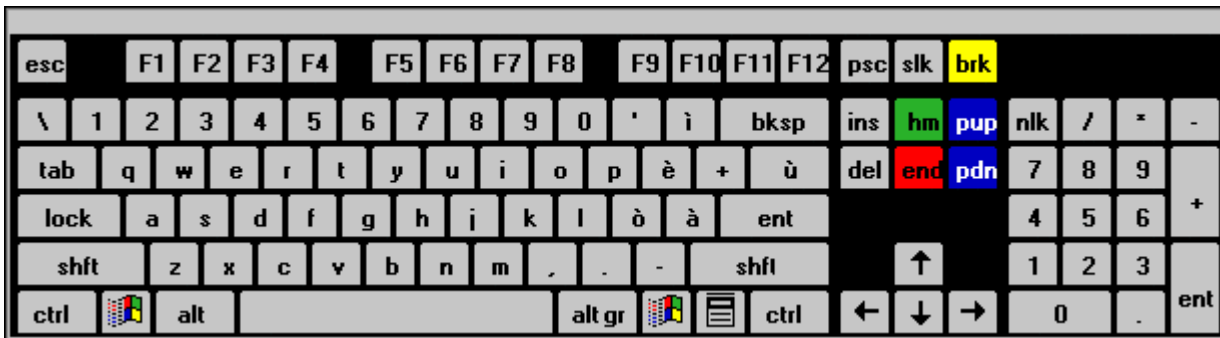 esc F1 F2 F3 F4 F5 F6 F7 F8 F9 F10 F11 F12 psc slk brk
\ 1 2 3 4 5 6 7 8 9 0 ' ì bksp ins hm pup nlk / * -
tab q w e r t y u i o p è + ù del end pdn 7 8 9
lock a s d f g h j k l ò à ent 4 5 6 +
shft z x c v b n m , . - shft ↑ 1 2 3
ctrl alt alt gr ctrl ← ↓ → 0 . ent